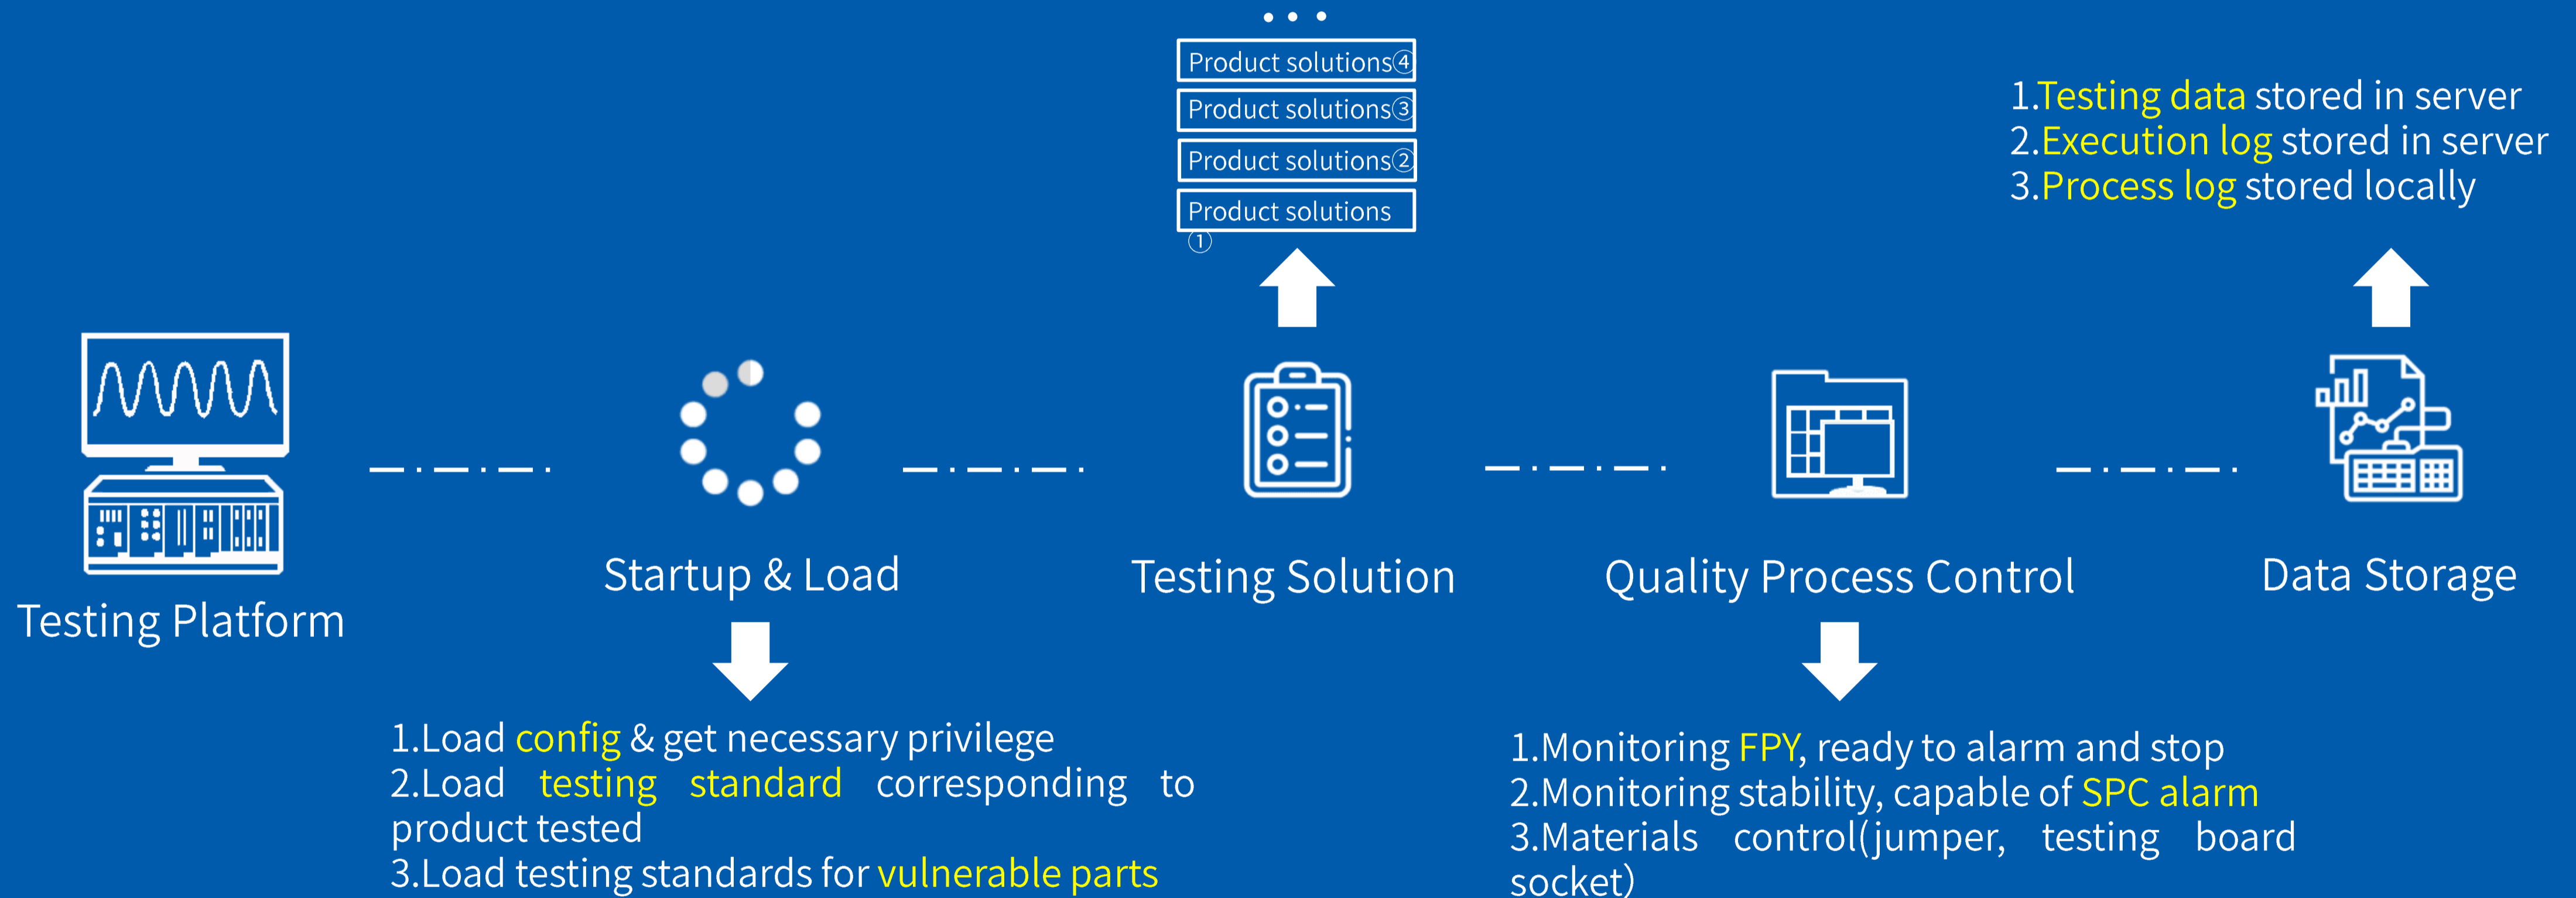 • • •
Product solutions④
Product solutions③
Product solutions②
Product solutions
①
1.Testing data stored in server
2.Execution log stored in server
3.Process log stored locally
Testing Platform
Startup & Load
Testing Solution
Quality Process Control
Data Storage
1.Load config & get necessary privilege
2.Load testing standard corresponding to
product tested
3.Load testing standards for vulnerable parts
1.Monitoring FPY, ready to alarm and stop
2.Monitoring stability, capable of SPC alarm
3.Materials control(jumper, testing board
socket)